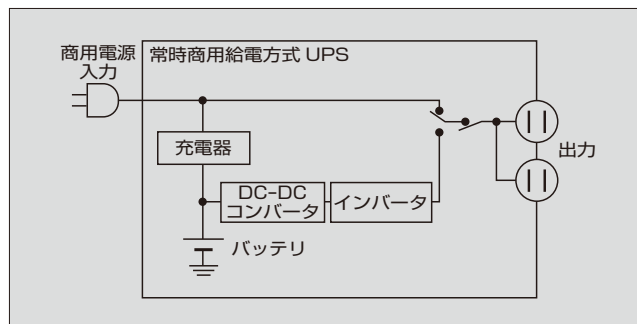 商用電源
入力
常時商用給電方式 UPS
充電器
DC-DC
コンバータ
インバータ
バッテリ
出力